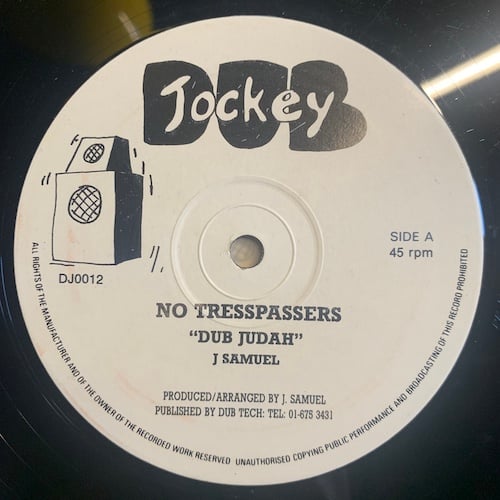 DUB
Jockey
SIDE A
45 rpm
DJ0012
NO TRESSPASSERS
"DUB JUDAH"
J SAMUEL
PRODUCED/ARRANGED BY J. SAMUEL
PUBLISHED BY DUB TECH: TEL: 01-675 3431
ALL RIGHTS OF THE MANUFACTURER AND OF THE OWNER OF THE RECORDED WORK RESERVED UNAUTHORISED COPYING PUBLIC PERFORMANCE AND BROADCASTING OF THIS RECORD PROHIBITED